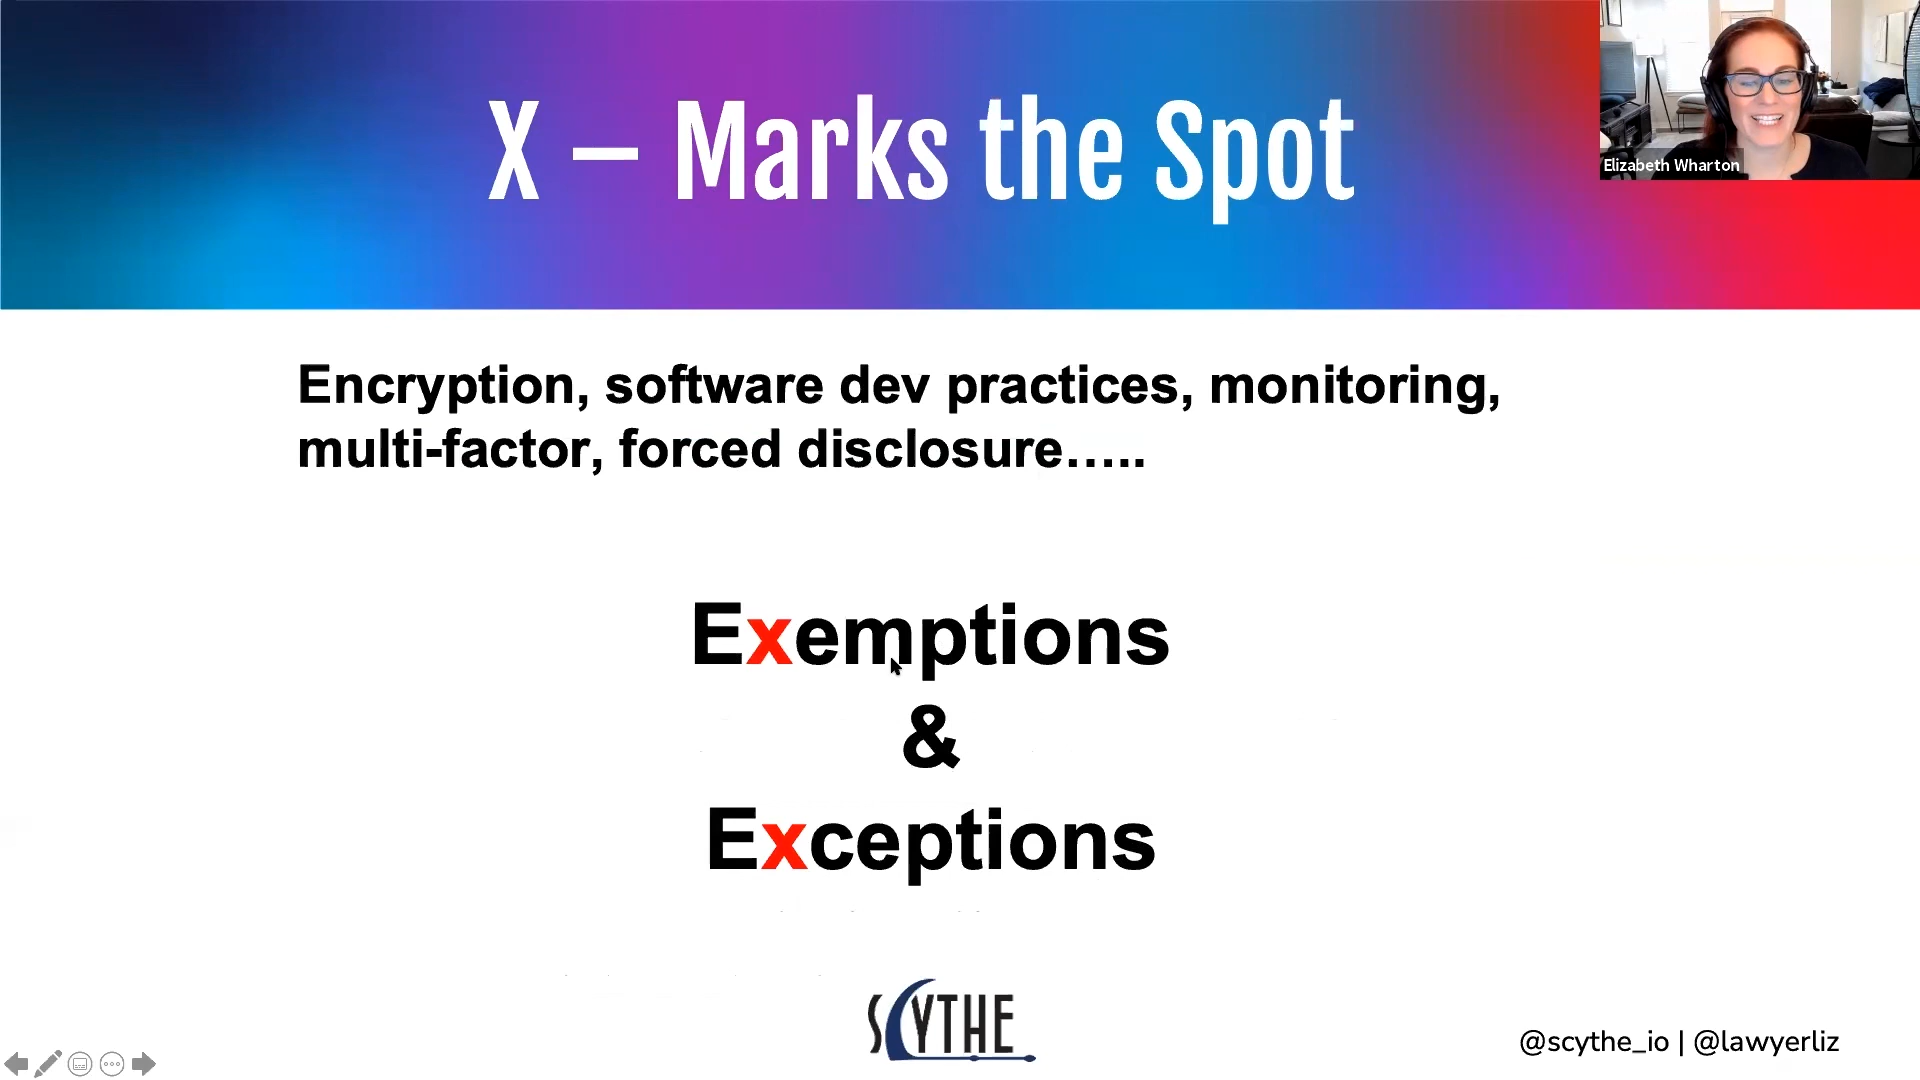 X – Marks the Spot
Elizabeth Wharton
Encryption, software dev practices, monitoring,
multi-factor, forced disclosure…..
Exemptions
&
Exceptions
SCYTHE
@scythe_io | @lawyerliz